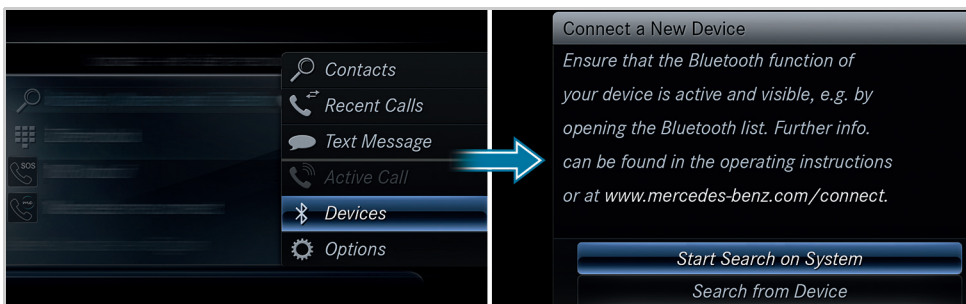 Contacts
Recent Calls
Text Message
Active Call
Devices
Options
SOS
Connect a New Device
Ensure that the Bluetooth function of
your device is active and visible, e.g. by
opening the Bluetooth list. Further info.
can be found in the operating instructions
or at www.mercedes-benz.com/connect.
Start Search on System
Search from Device